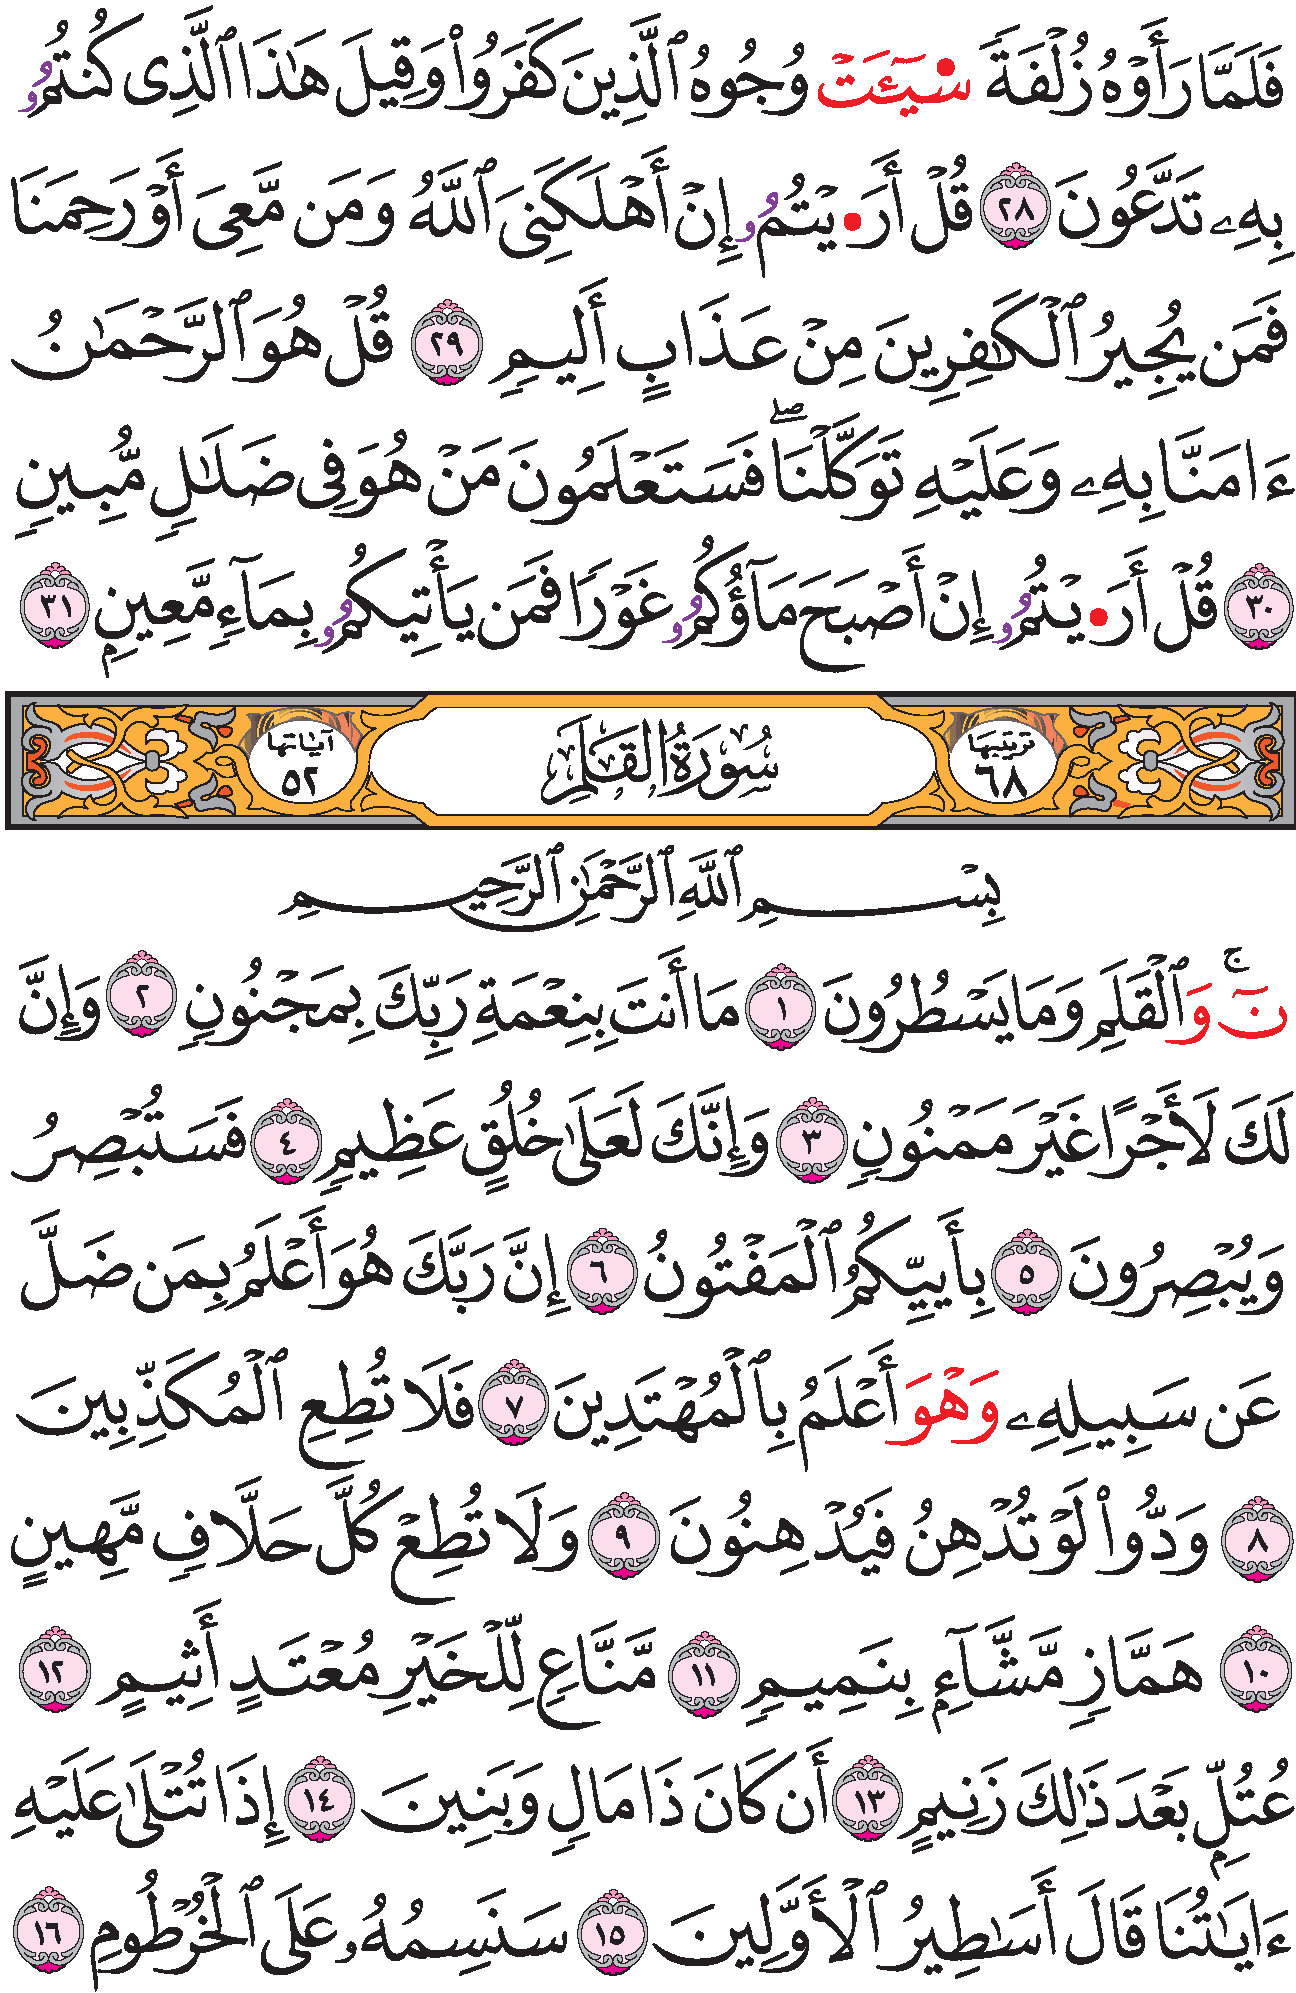 فَلَمَّا رَأَوْهُ زُلْفَةً سِيٓـَٔتْ وُجُوهُ ٱلَّذِينَ كَفَرُوا۟ وَقِيلَ هَٰذَا ٱلَّذِى كُنتُمُۥ
بِهِۦ تَدَّعُونَ ٢٨ قُلْ أَرَ•يْتُمُۥٓ إِنْ أَهْلَكَنِىَ ٱللَّهُ وَمَن مَّعِىَ أَوْ رَحِمَنَا
فَمَن يُجِيرُ ٱلْكَٰفِرِينَ مِنْ عَذَابٍ أَلِيمٍ ٢٩ قُلْ هُوَ ٱلرَّحْمَٰنُ
ءَامَنَّا بِهِۦ وَعَلَيْهِ تَوَكَّلْنَا ۖ فَسَتَعْلَمُونَ مَنْ هُوَ فِى ضَلَٰلٍ مُّبِينٍ
٣٠ قُلْ أَرَ•يْتُمُۥٓ إِنْ أَصْبَحَ مَآؤُكُمُۥ غَوْرًا فَمَن يَأْتِيكُمُۥ بِمَآءٍ مَّعِينٍۭ ٣١
ترتيبها ٦٨ سُورَةُ القَلَمِ آياتها ٥٢
بِسْمِ ٱللَّهِ ٱلرَّحْمَٰنِ ٱلرَّحِيمِ
نٓ ۚ وَٱلْقَلَمِ وَمَا يَسْطُرُونَ ١ مَا أَنتَ بِنِعْمَةِ رَبِّكَ بِمَجْنُونٍ ٢ وَإِنَّ
لَكَ لَأَجْرًا غَيْرَ مَمْنُونٍ ٣ وَإِنَّكَ لَعَلَىٰ خُلُقٍ عَظِيمٍ ٤ فَسَتُبْصِرُ
وَيُبْصِرُونَ ٥ بِأَييِّكُمُ ٱلْمَفْتُونُ ٦ إِنَّ رَبَّكَ هُوَ أَعْلَمُ بِمَن ضَلَّ
عَن سَبِيلِهِۦ وَهْوَ أَعْلَمُ بِٱلْمُهْتَدِينَ ٧ فَلَا تُطِعِ ٱلْمُكَذِّبِينَ
٨ وَدُّوا۟ لَوْ تُدْهِنُ فَيُدْهِنُونَ ٩ وَلَا تُطِعْ كُلَّ حَلَّافٍ مَّهِينٍ
١٠ هَمَّازٍ مَّشَّآءٍۭ بِنَمِيمٍ ١١ مَّنَّاعٍ لِّلْخَيْرِ مُعْتَدٍ أَثِيمٍ ١٢
عُتُلٍّۭ بَعْدَ ذَٰلِكَ زَنِيمٍ ١٣ أَن كَانَ ذَا مَالٍ وَبَنِينَ ١٤ إِذَا تُتْلَىٰ عَلَيْهِ
ءَايَٰتُنَا قَالَ أَسَٰطِيرُ ٱلْأَوَّلِينَ ١٥ سَنَسِمُهُۥ عَلَى ٱلْخُرْطُومِ ١٦